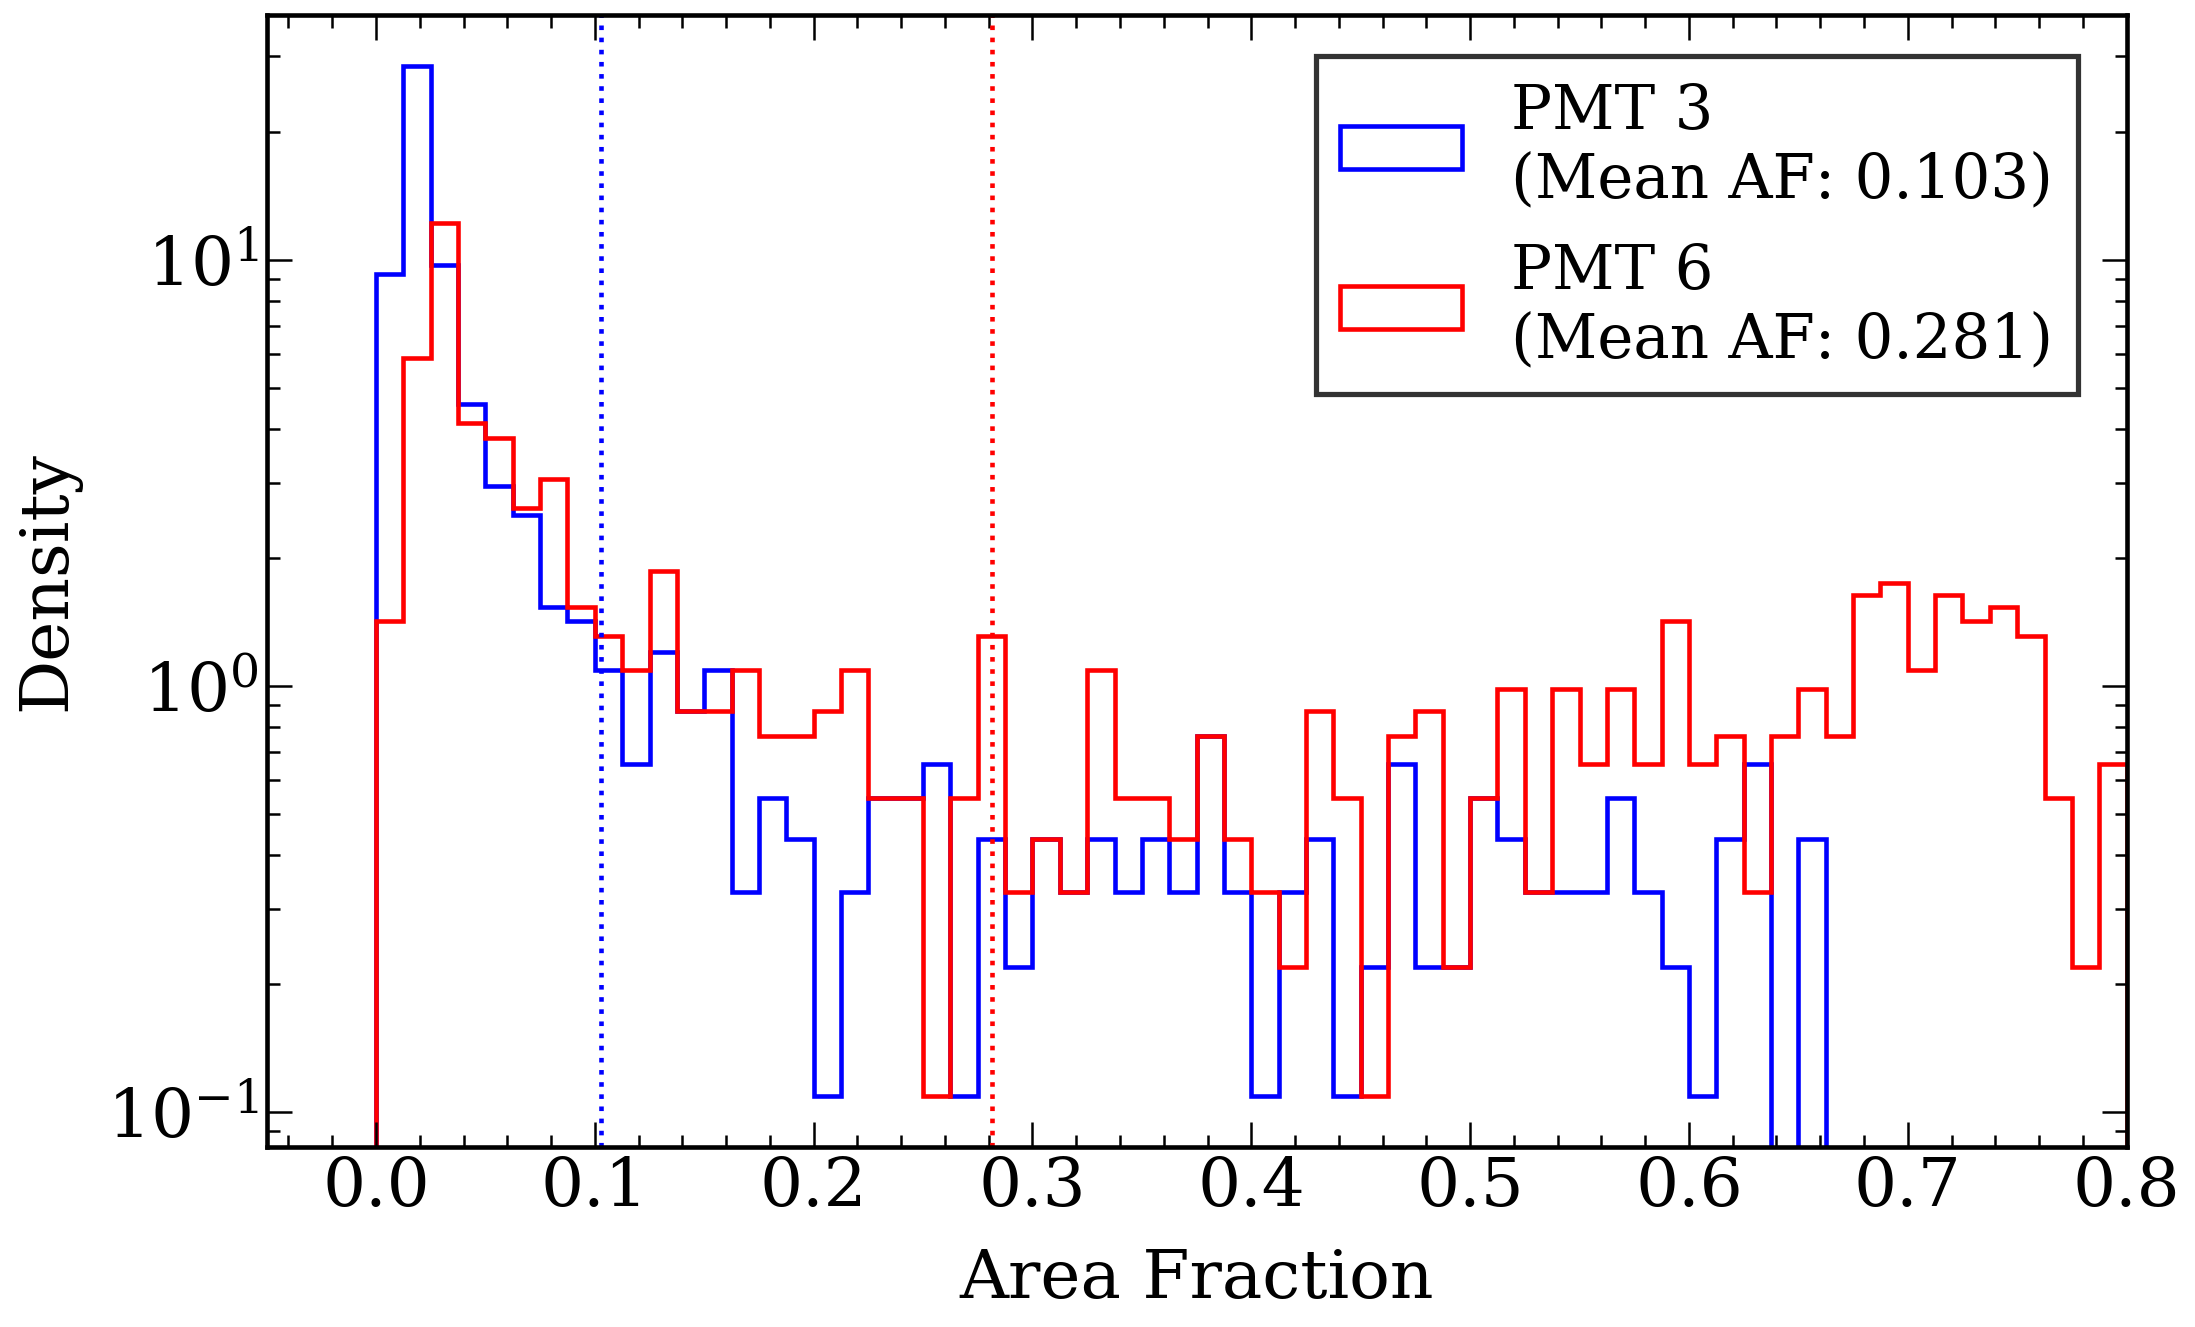 PMT 3
(Mean AF: 0.103)
PMT 6
(Mean AF: 0.281)
Density
10¹
10⁰
10⁻¹
0.0 0.1 0.2 0.3 0.4 0.5 0.6 0.7 0.8
Area Fraction